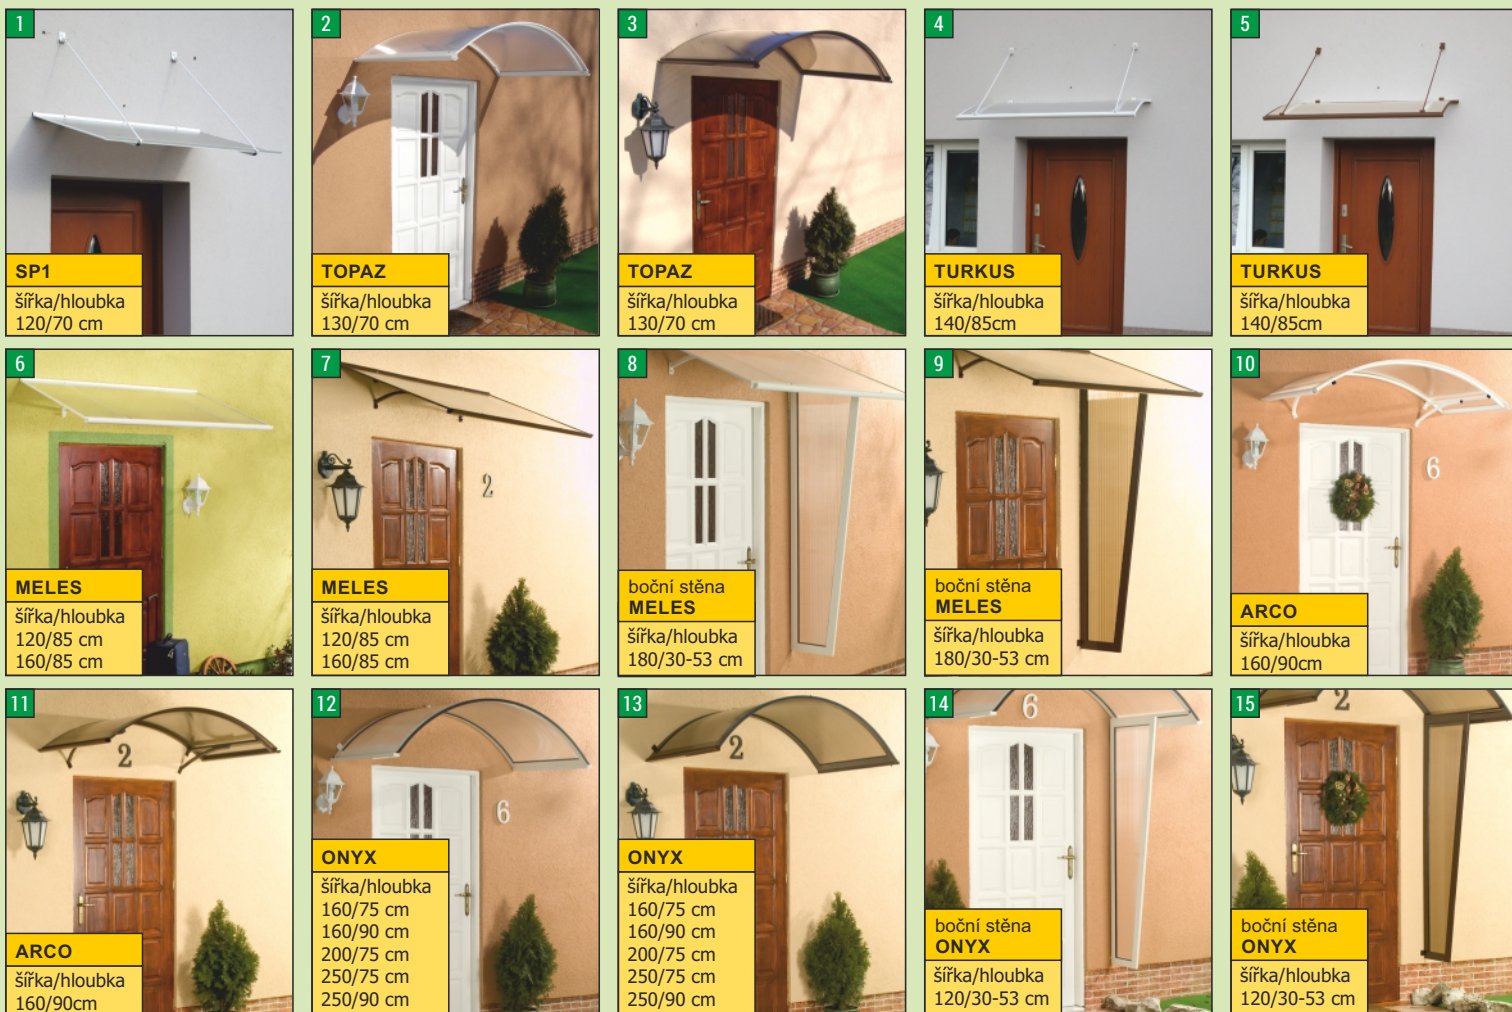 1
SP1
šířka/hloubka
120/70 cm
2
TOPAZ
šířka/hloubka
130/70 cm
3
TOPAZ
šířka/hloubka
130/70 cm
4
TURKUS
šířka/hloubka
140/85cm
5
TURKUS
šířka/hloubka
140/85cm
6
MELES
šířka/hloubka
120/85 cm
160/85 cm
7
2
MELES
šířka/hloubka
120/85 cm
160/85 cm
8
boční stěna
MELES
šířka/hloubka
180/30-53 cm
9
boční stěna
MELES
šířka/hloubka
180/30-53 cm
10
6
ARCO
šířka/hloubka
160/90cm
11
2
ARCO
šířka/hloubka
160/90cm
12
6
ONYX
šířka/hloubka
160/75 cm
160/90 cm
200/75 cm
250/75 cm
250/90 cm
13
2
ONYX
šířka/hloubka
160/75 cm
160/90 cm
200/75 cm
250/75 cm
250/90 cm
14
6
boční stěna
ONYX
šířka/hloubka
120/30-53 cm
15
2
boční stěna
ONYX
šířka/hloubka
120/30-53 cm